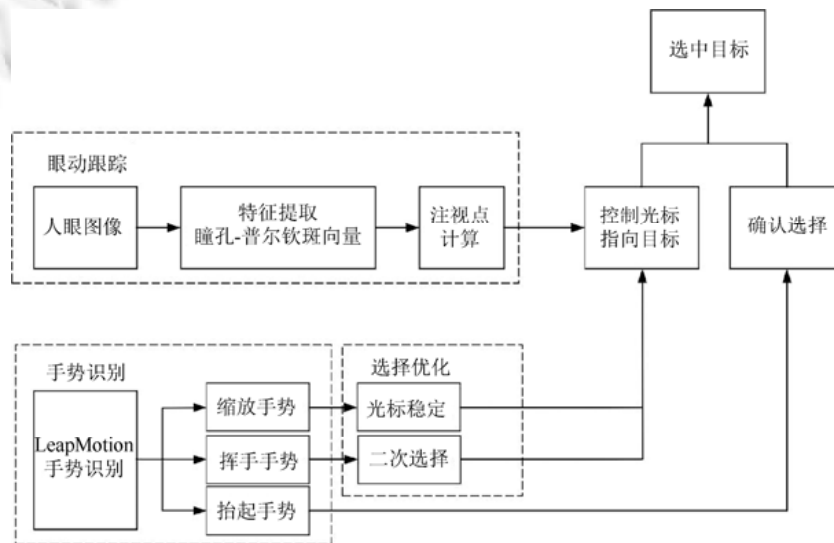 选中目标
眼动跟踪
人眼图像
特征提取
瞳孔-普尔钦斑向量
注视点
计算
控制光标
指向目标
确认选择
手势识别
LeapMotion
手势识别
缩放手势
挥手手势
抬起手势
选择优化
光标稳定
二次选择